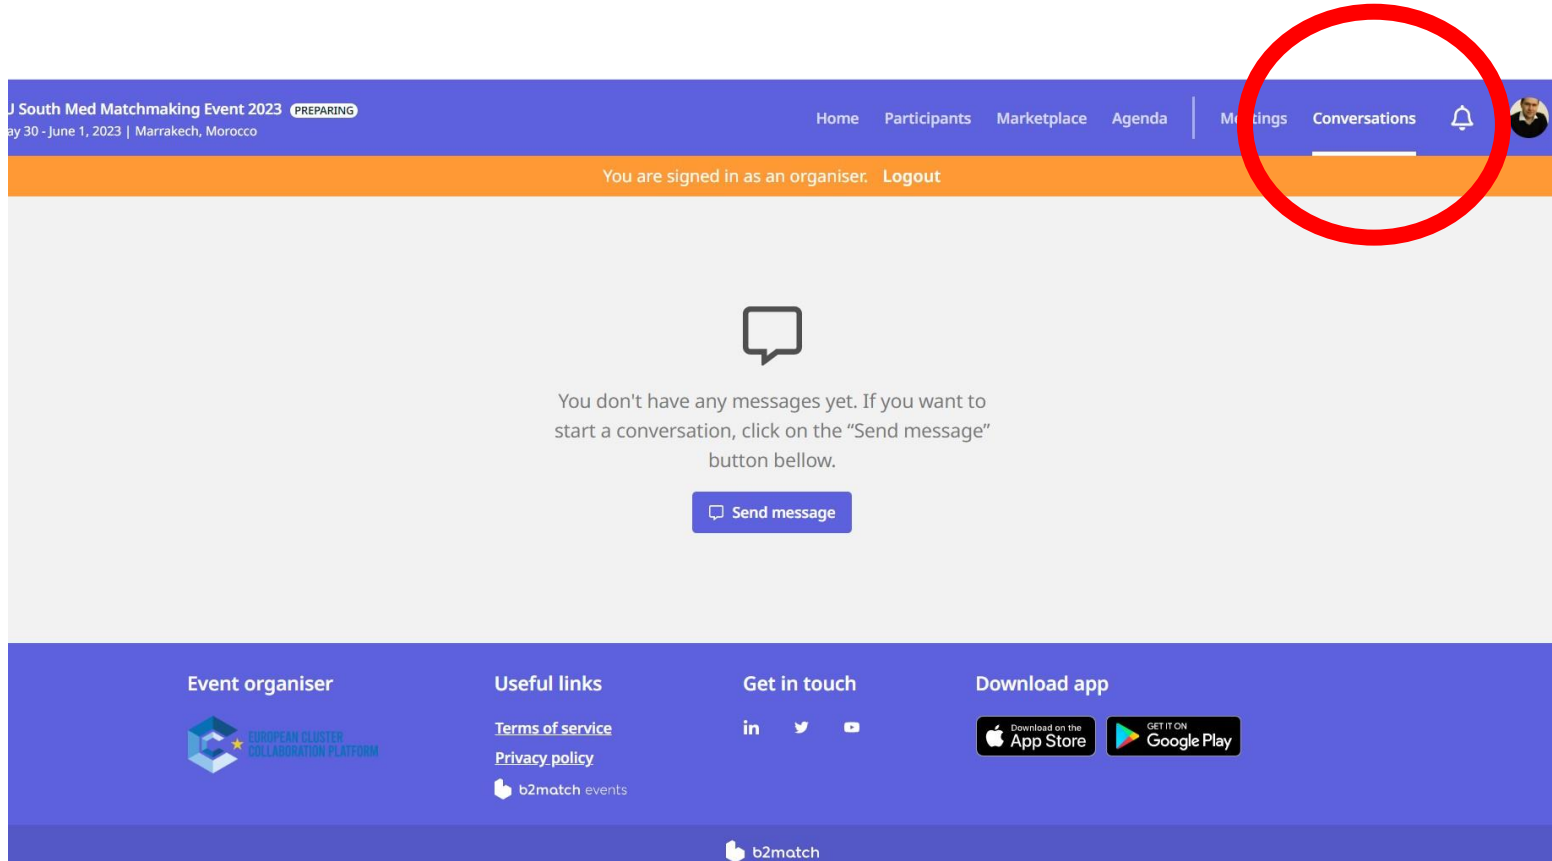 U South Med Matchmaking Event 2023 PREPARING
ay 30 - June 1, 2023 | Marrakech, Morocco
Home Participants Marketplace Agenda Meetings Conversations
You are signed in as an organiser. Logout
You don't have any messages yet. If you want to
start a conversation, click on the “Send message”
button bellow.
Send message
Event organiser
EUROPEAN CLUSTER
COLLABORATION PLATFORM
Useful links
Terms of service
Privacy policy
b2match events
Get in touch
in
Download app
Download on the
App Store
GET IT ON
Google Play
b2match